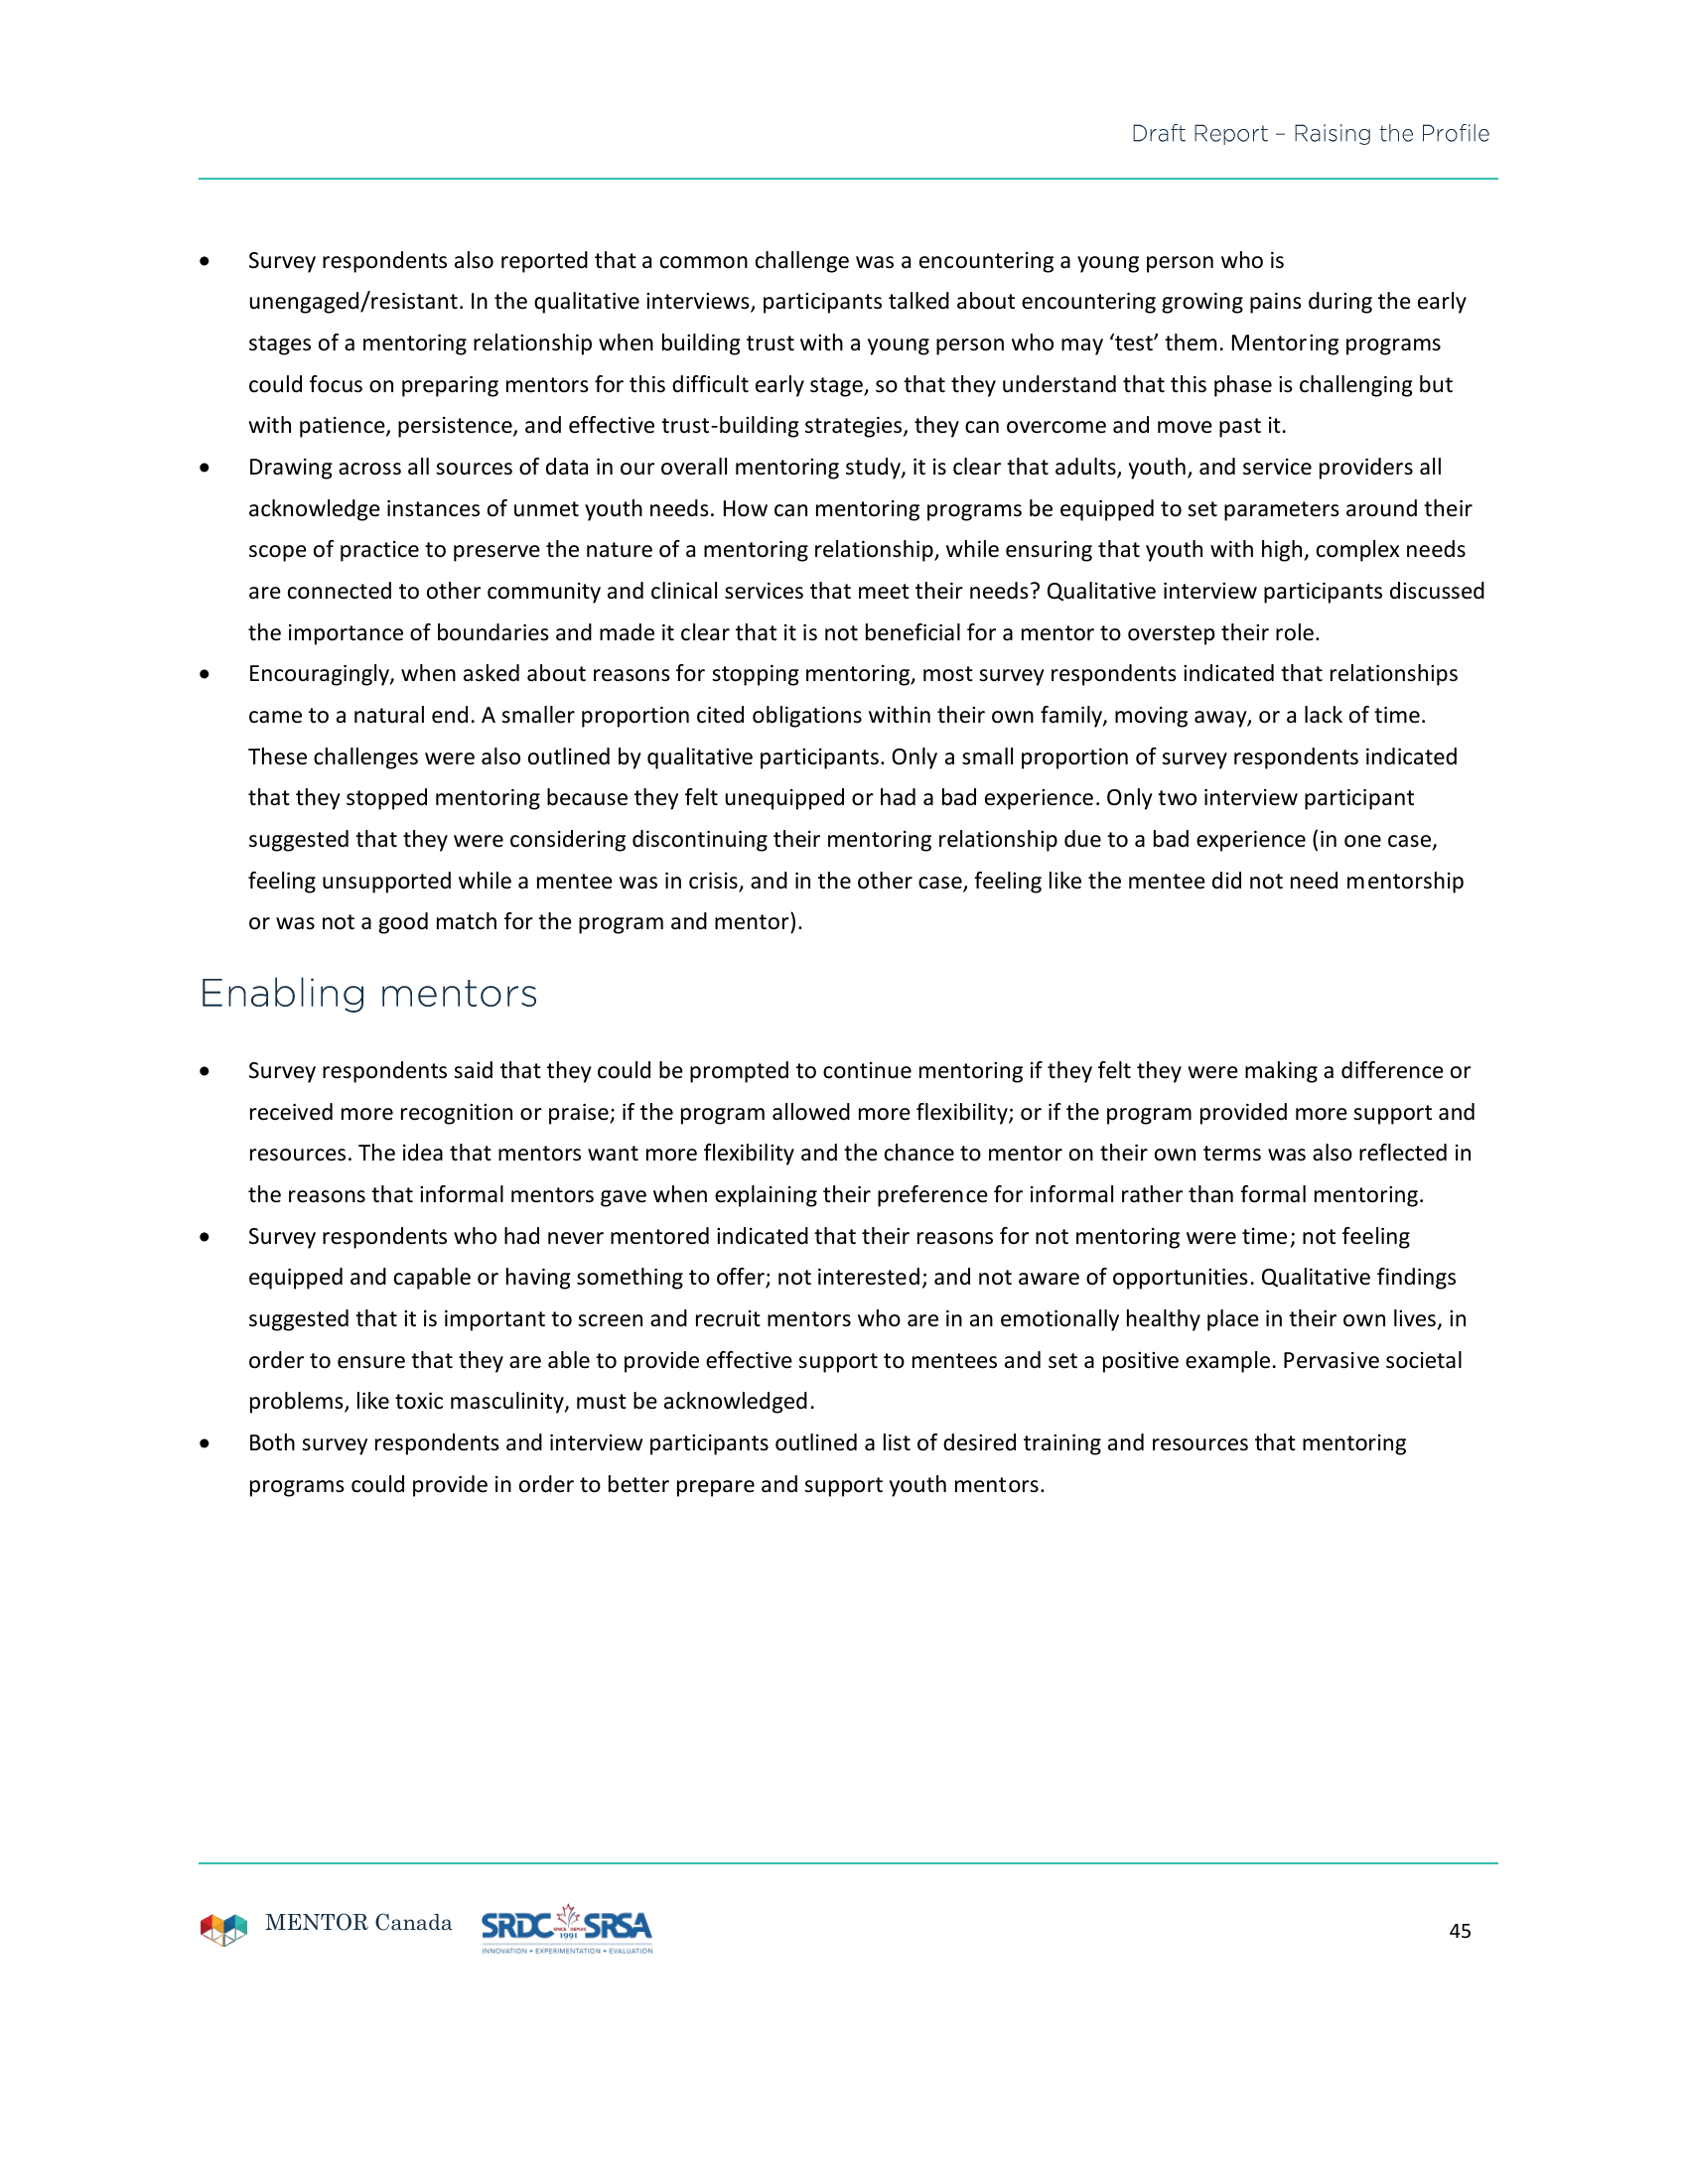 Draft Report – Raising the Profile
• Survey respondents also reported that a common challenge was a encountering a young person who is
unengaged/resistant. In the qualitative interviews, participants talked about encountering growing pains during the early
stages of a mentoring relationship when building trust with a young person who may ‘test’ them. Mentoring programs
could focus on preparing mentors for this difficult early stage, so that they understand that this phase is challenging but
with patience, persistence, and effective trust-building strategies, they can overcome and move past it.
• Drawing across all sources of data in our overall mentoring study, it is clear that adults, youth, and service providers all
acknowledge instances of unmet youth needs. How can mentoring programs be equipped to set parameters around their
scope of practice to preserve the nature of a mentoring relationship, while ensuring that youth with high, complex needs
are connected to other community and clinical services that meet their needs? Qualitative interview participants discussed
the importance of boundaries and made it clear that it is not beneficial for a mentor to overstep their role.
• Encouragingly, when asked about reasons for stopping mentoring, most survey respondents indicated that relationships
came to a natural end. A smaller proportion cited obligations within their own family, moving away, or a lack of time.
These challenges were also outlined by qualitative participants. Only a small proportion of survey respondents indicated
that they stopped mentoring because they felt unequipped or had a bad experience. Only two interview participant
suggested that they were considering discontinuing their mentoring relationship due to a bad experience (in one case,
feeling unsupported while a mentee was in crisis, and in the other case, feeling like the mentee did not need mentorship
or was not a good match for the program and mentor).
Enabling mentors
• Survey respondents said that they could be prompted to continue mentoring if they felt they were making a difference or
received more recognition or praise; if the program allowed more flexibility; or if the program provided more support and
resources. The idea that mentors want more flexibility and the chance to mentor on their own terms was also reflected in
the reasons that informal mentors gave when explaining their preference for informal rather than formal mentoring.
• Survey respondents who had never mentored indicated that their reasons for not mentoring were time; not feeling
equipped and capable or having something to offer; not interested; and not aware of opportunities. Qualitative findings
suggested that it is important to screen and recruit mentors who are in an emotionally healthy place in their own lives, in
order to ensure that they are able to provide effective support to mentees and set a positive example. Pervasive societal
problems, like toxic masculinity, must be acknowledged.
• Both survey respondents and interview participants outlined a list of desired training and resources that mentoring
programs could provide in order to better prepare and support youth mentors.
MENTOR Canada
SRDC SINCE DEPUIS 1991 SRSA
INNOVATION • EXPERIMENTATION • EVALUATION
45